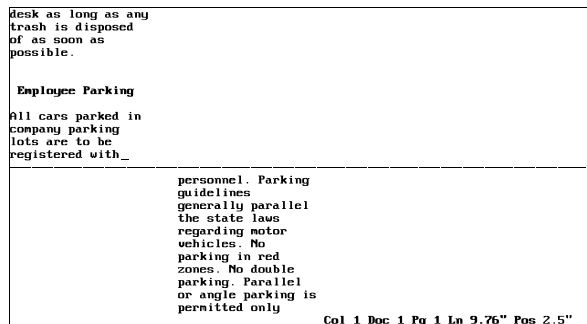 desk as long as any
trash is disposed
of as soon as
possible.
Employee Parking
All cars parked in
company parking
lots are to be
registered with_
personnel. Parking
guidelines
generally parallel
the state laws
regarding motor
vehicles. No
parking in red
zones. No double
parking. Parallel
or angle parking is
permitted only
Col 1 Doc 1 Pg 1 Ln 9.76" Pos 2.5"